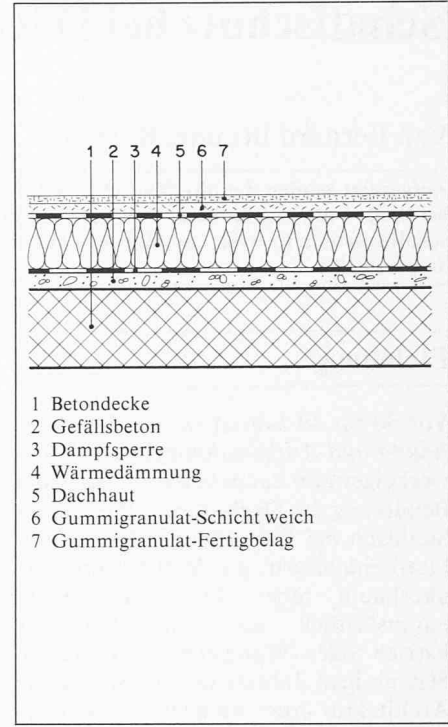 1 2 3 4 5 6 7
1 Betondecke
2 Gefällsbeton
3 Dampfsperre
4 Wärmedämmung
5 Dachhaut
6 Gummigranulat-Schicht weich
7 Gummigranulat-Fertigbelag